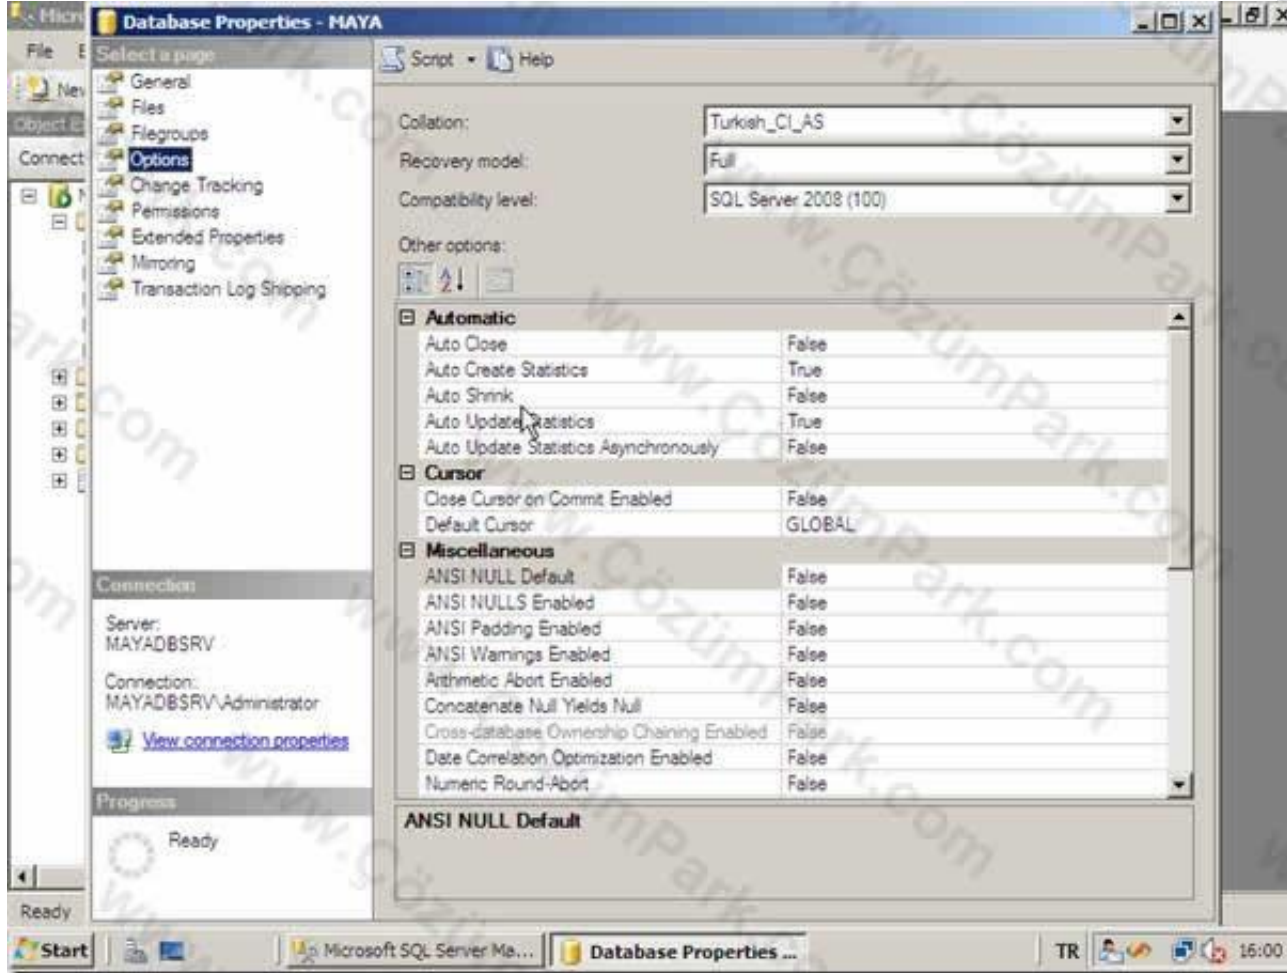 Micro
Database Properties - MAYA
File
Select a page
Script
Help
General
New
Files
Filegroups
Connect
Options
Change Tracking
Permissions
Extended Properties
Mirroring
Transaction Log Shipping
Collation:
Turkish_CI_AS
Recovery model:
Full
Compatibility level:
SQL Server 2008 (100)
Other options:
Automatic
Auto Close False
Auto Create Statistics True
Auto Shrink False
Auto Update Statistics True
Auto Update Statistics Asynchronously False
Cursor
Close Cursor on Commit Enabled False
Default Cursor GLOBAL
Miscellaneous
ANSI NULL Default False
ANSI NULLS Enabled False
ANSI Padding Enabled False
ANSI Warnings Enabled False
Arithmetic Abort Enabled False
Concatenate Null Yields Null False
Cross-database Ownership Chaining Enabled False
Date Correlation Optimization Enabled False
Numeric Round-Abort False
ANSI NULL Default
Connection
Server:
MAYADBSRV
Connection:
MAYADBSRV\Administrator
View connection properties
Progress
Ready
Ready
Start
Microsoft SQL Server Ma...
Database Properties ...
TR
16:00
www.ÇözümPark.com